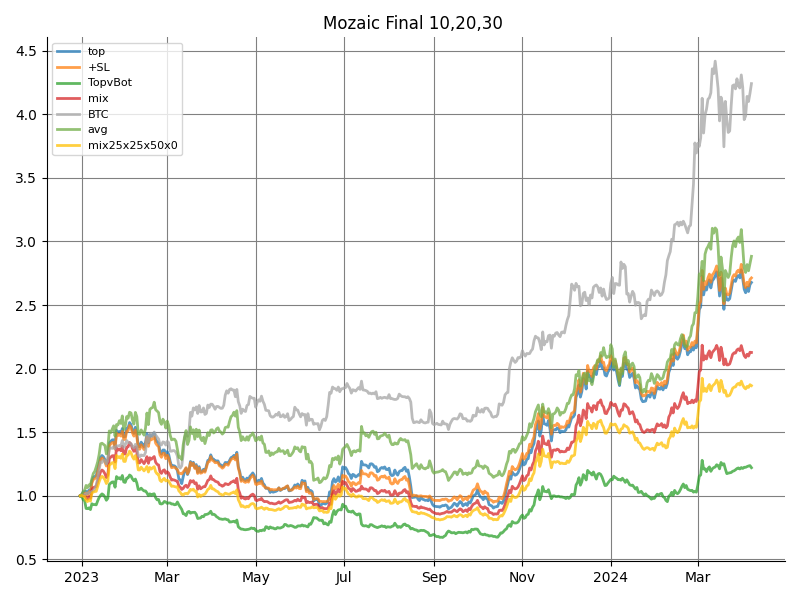 Mozaic Final 10,20,30
top
+SL
TopvBot
mix
BTC
avg
mix25x25x50x0
4.5
4.0
3.5
3.0
2.5
2.0
1.5
1.0
0.5
2023 Mar May Jul Sep Nov 2024 Mar